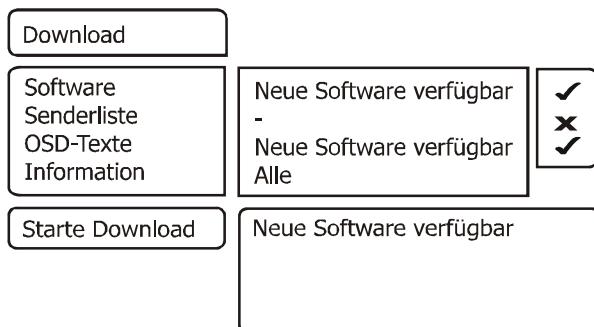 Download
Software Neue Software verfügbar ✓
Senderliste - ✗
OSD-Texte Neue Software verfügbar ✓
Information Alle
Starte Download Neue Software verfügbar